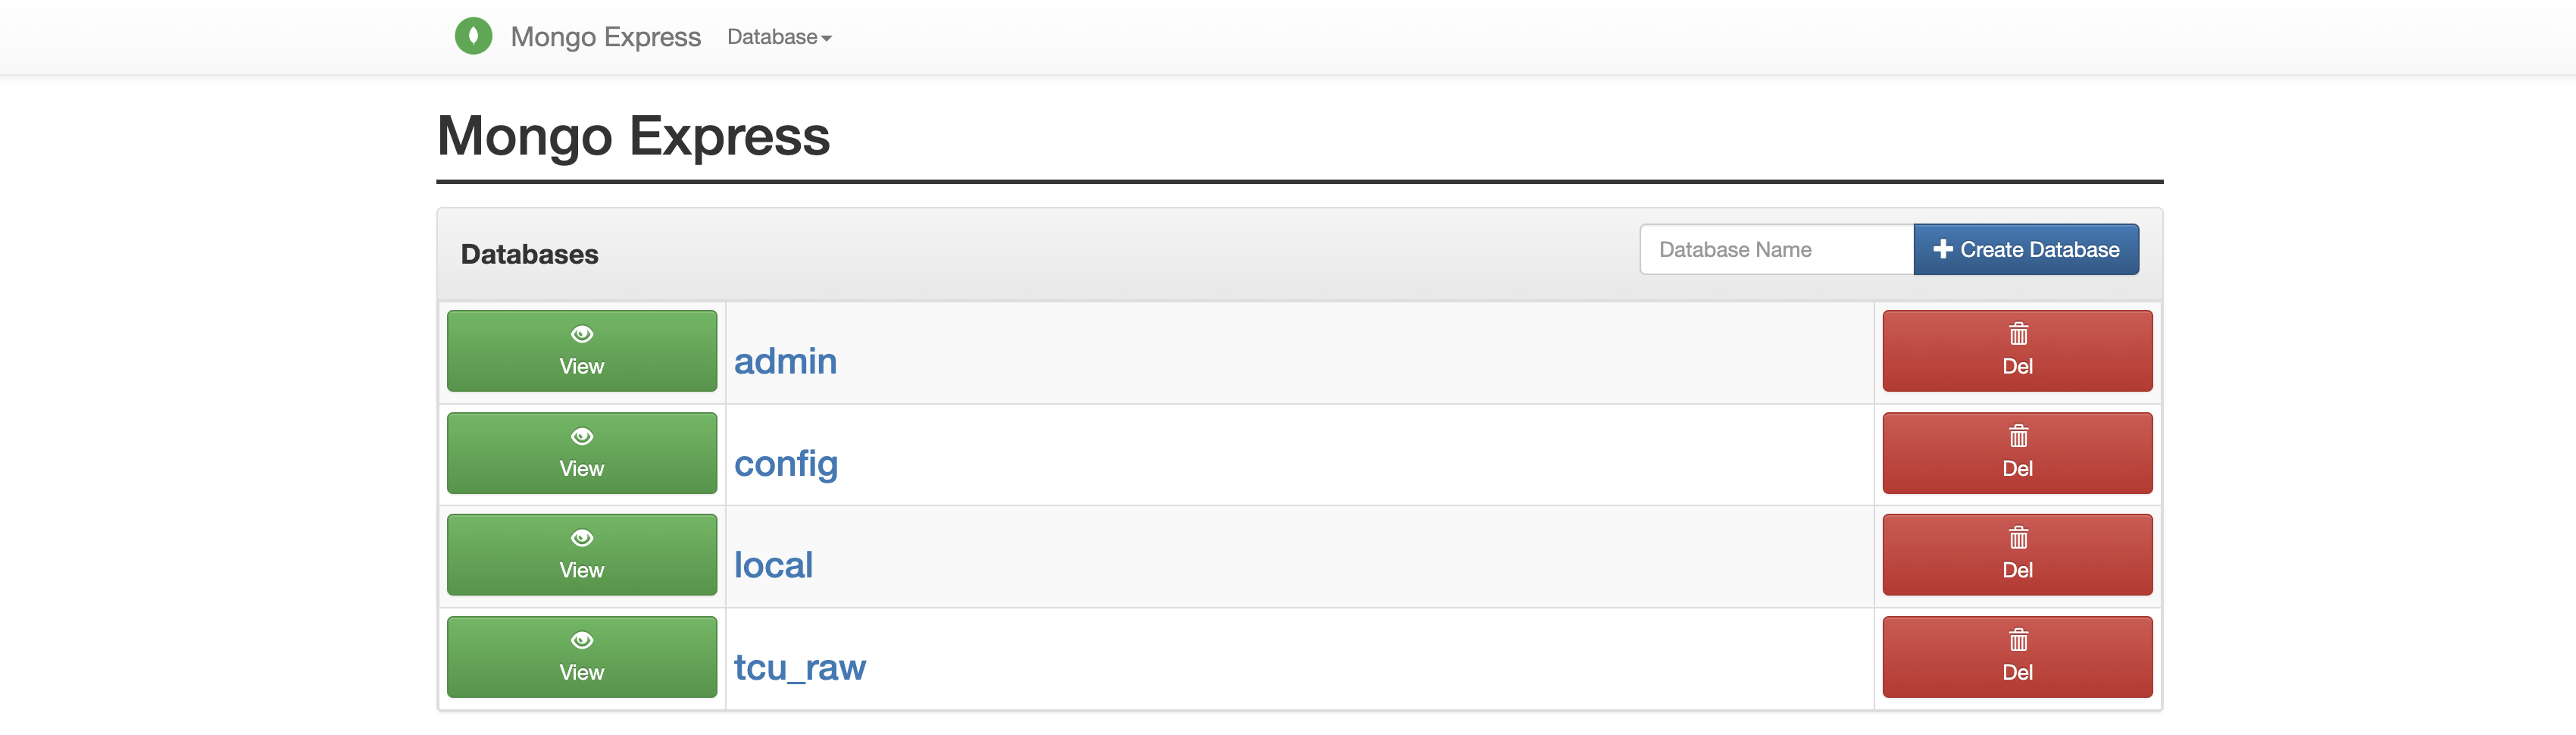 Mongo Express Database
Mongo Express
Databases Database Name Create Database
View admin Del
View config Del
View local Del
View tcu_raw Del